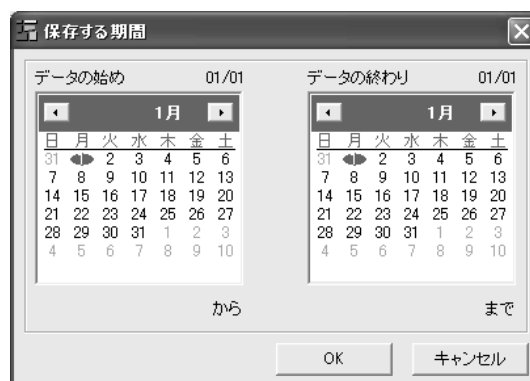 保存する期間
データの始め 01/01
1月
日 月 火 水 木 金 土
31 2 3 4 5 6
7 8 9 10 11 12 13
14 15 16 17 18 19 20
21 22 23 24 25 26 27
28 29 30 31 1 2 3
4 5 6 7 8 9 10
から
データの終わり 01/01
1月
日 月 火 水 木 金 土
31 2 3 4 5 6
7 8 9 10 11 12 13
14 15 16 17 18 19 20
21 22 23 24 25 26 27
28 29 30 31 1 2 3
4 5 6 7 8 9 10
まで
OK キャンセル